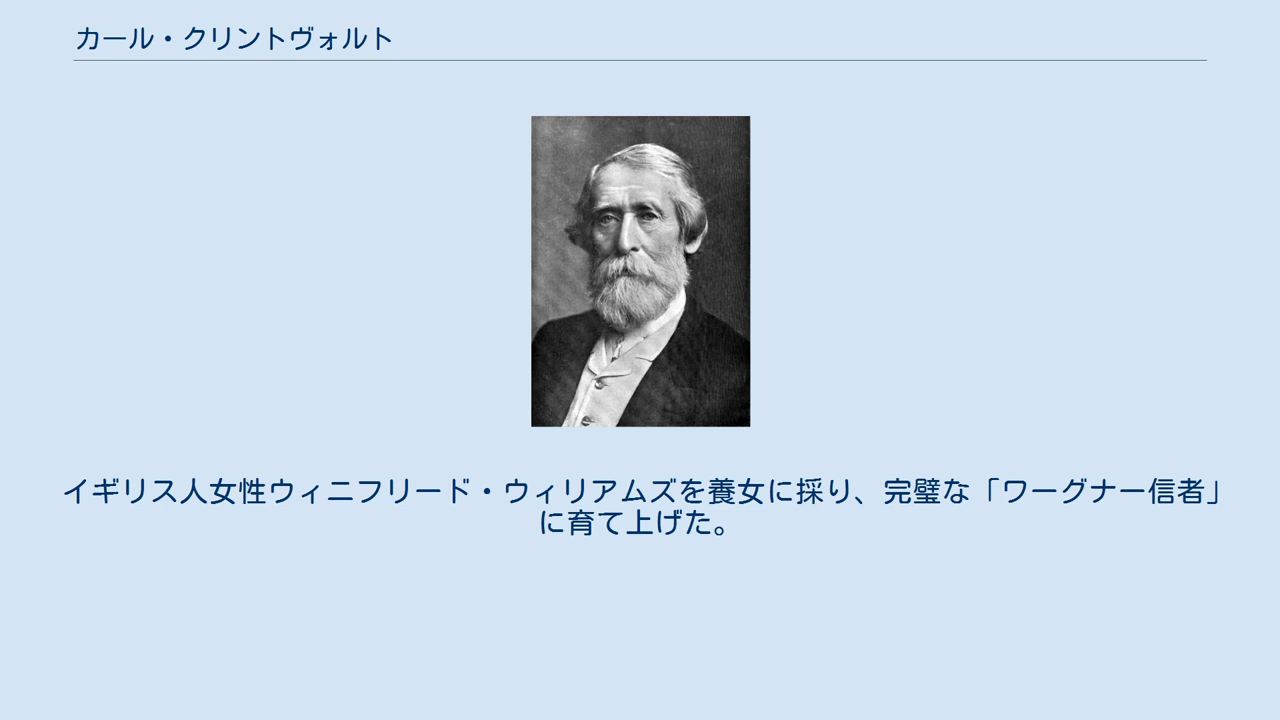 カール・クリントヴォルト
イギリス人女性ウィニフリード・ウィリアムズを養女に採り、完璧な「ワーグナー信者」
に育て上げた。